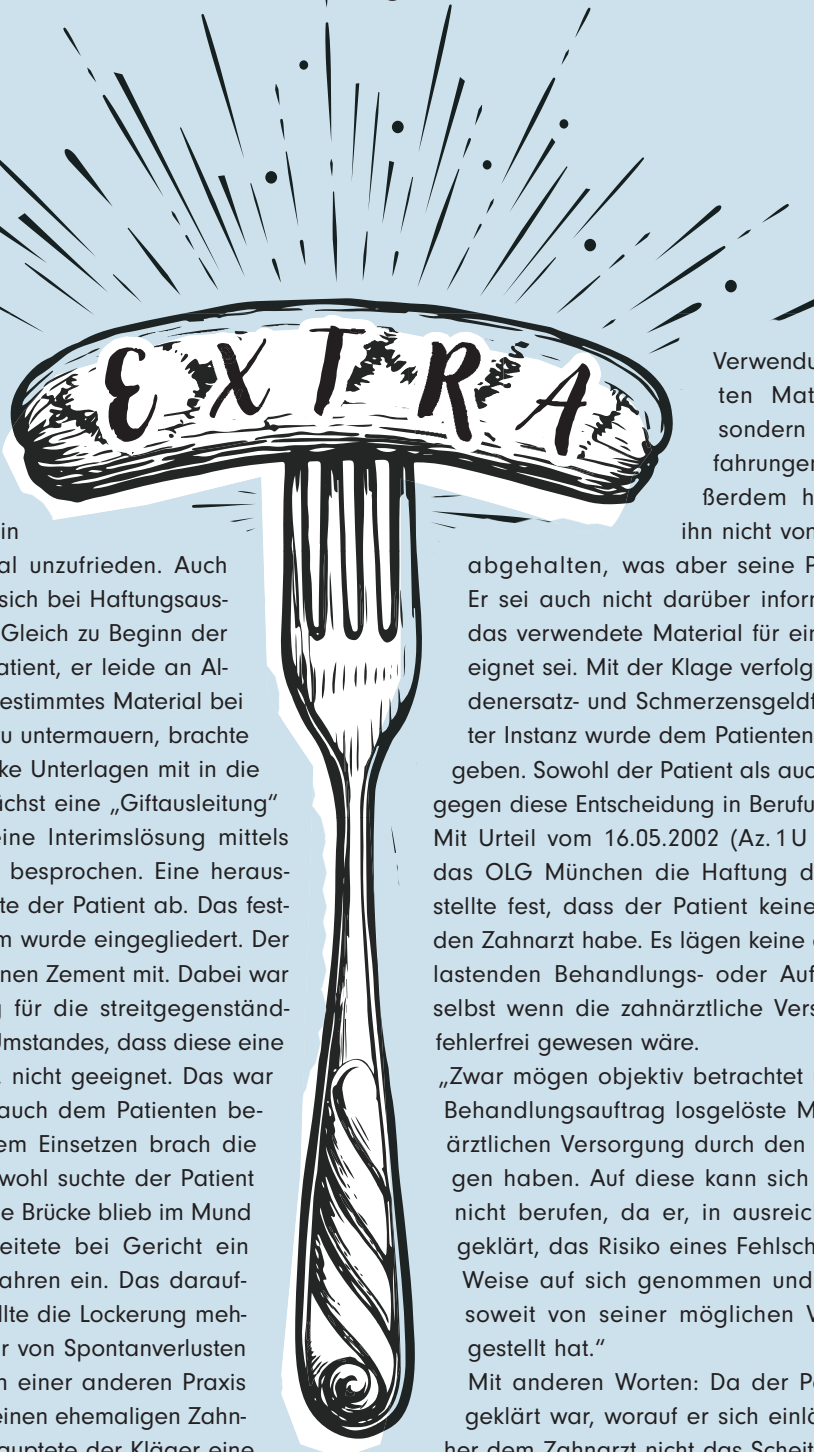 EXTRA
in
al unzufrieden. Auch
sich bei Haftungsaus-
Gleich zu Beginn der
atient, er leide an Al-
estimmtes Material bei
u untermauern, brachte
ke Unterlagen mit in die
ächst eine „Giftausleitung“
eine Interimslösung mittels
besprochen. Eine heraus-
te der Patient ab. Das fest-
m wurde eingegliedert. Der
nen Zement mit. Dabei war
g für die streitgegenständ-
Umstandes, dass diese eine
nicht geeignet. Das war
auch dem Patienten be-
em Einsetzen brach die
wohl suchte der Patient
e Brücke blieb im Mund
eitete bei Gericht ein
ahren ein. Das darauf-
llte die Lockerung meh-
r von Spontanverlusten
n einer anderen Praxis
einen ehemaligen Zahn-
auptete der Kläger eine
Verwendu
ten Mat
sondern
fahrungen
ßerdem h
ihn nicht von
abgehalten, was aber seine P
Er sei auch nicht darüber inform
das verwendete Material für ein
eignet sei. Mit der Klage verfolg
denersatz- und Schmerzensgeldf
ter Instanz wurde dem Patienten
geben. Sowohl der Patient als auc
gegen diese Entscheidung in Berufu
Mit Urteil vom 16.05.2002 (Az. 1 U
das OLG München die Haftung d
stellte fest, dass der Patient keine
den Zahnarzt habe. Es lägen keine
lastenden Behandlungs- oder Auf
selbst wenn die zahnärztliche Vers
fehlerfrei gewesen wäre.
„Zwar mögen objektiv betrachtet
Behandlungsauftrag losgelöste M
ärztlichen Versorgung durch den
gen haben. Auf diese kann sich
nicht berufen, da er, in ausreic
geklärt, das Risiko eines Fehlsch
Weise auf sich genommen und
soweit von seiner möglichen V
gestellt hat.“
Mit anderen Worten: Da der Pa
geklärt war, worauf er sich einlä
her dem Zahnarzt nicht das Scheit